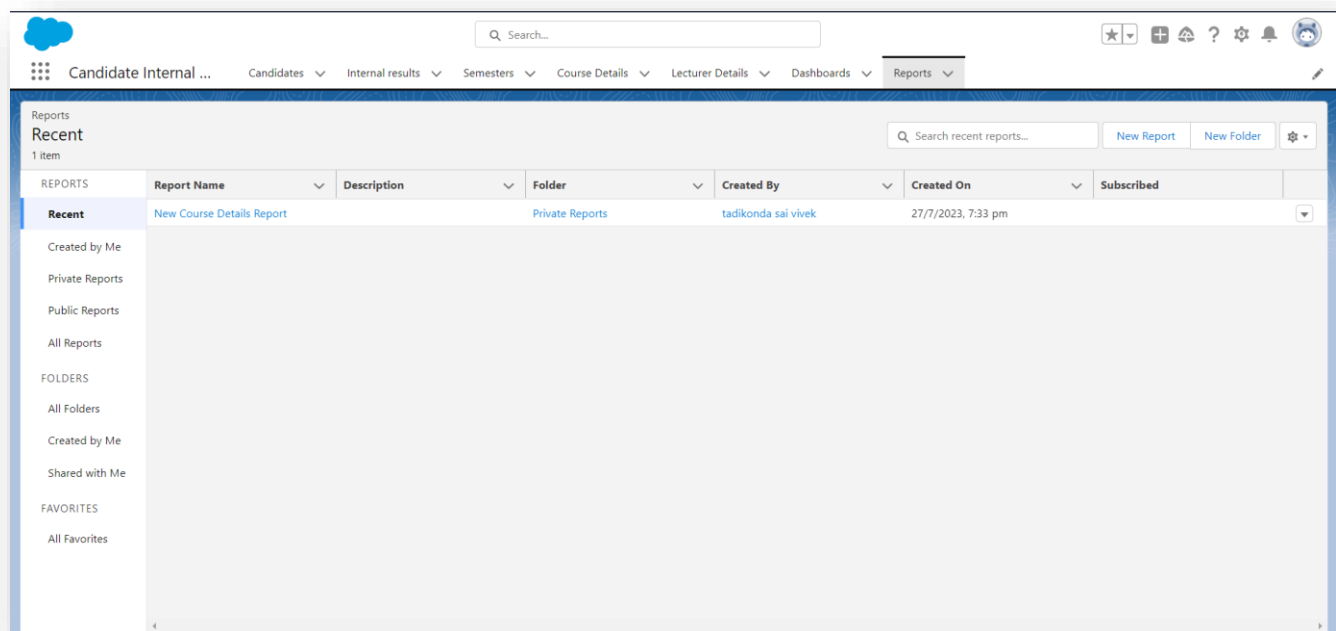 Search...
Candidate Internal ...
Candidates
Internal results
Semesters
Course Details
Lecturer Details
Dashboards
Reports
Reports
Recent
1 item
Search recent reports...
New Report
New Folder
REPORTS
Recent
Created by Me
Private Reports
Public Reports
All Reports
FOLDERS
All Folders
Created by Me
Shared with Me
FAVORITES
All Favorites
Report Name Description Folder Created By Created On Subscribed
New Course Details Report Private Reports tadikonda sai vivek 27/7/2023, 7:33 pm